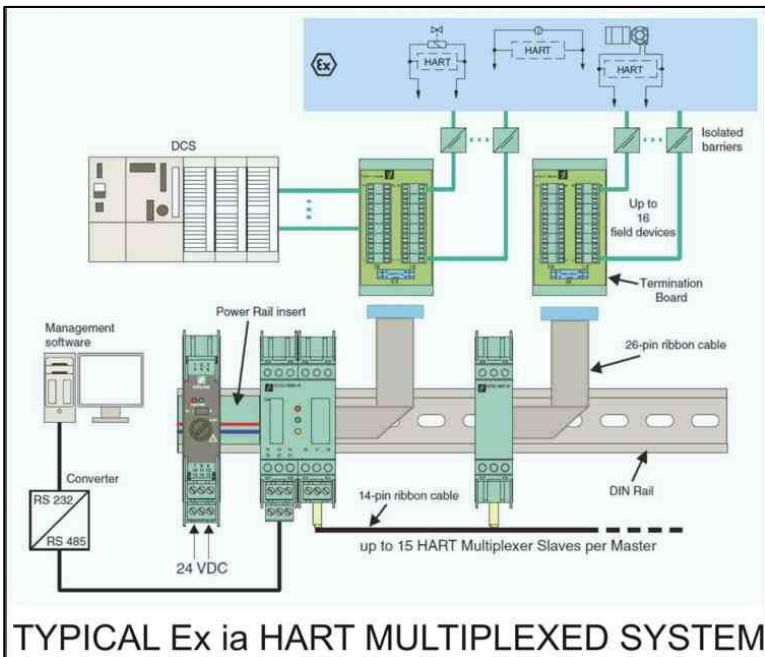 Ex
HART
HART
HART
DCS
Isolated
barriers
Up to
16
field devices
Termination
Board
Power Rail insert
Management
software
26-pin ribbon cable
Converter
RS 232
RS 485
14-pin ribbon cable
DIN Rail
24 VDC
up to 15 HART Multiplexer Slaves per Master
TYPICAL Ex ia HART MULTIPLEXED SYSTEM